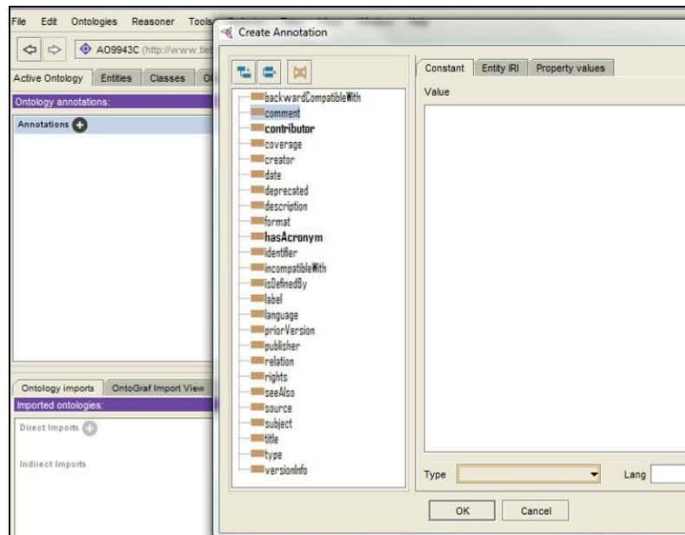 File Edit Ontologies Reasoner Tools
Create Annotation
AO9943C (http://www.tie
Active Ontology Entities Classes
Ontology annotations:
Annotations
Constant Entity IRI Property values
Value
backwardCompatibleWith
comment
contributor
coverage
creator
date
deprecated
description
format
hasAcronym
identifier
incompatibleWith
isDefinedBy
label
language
priorVersion
publisher
relation
rights
seeAlso
source
subject
title
type
versionInfo
Ontology imports OntoGraf Import View
Imported ontologies:
Direct Imports
Indirect Imports
Type Lang
OK Cancel